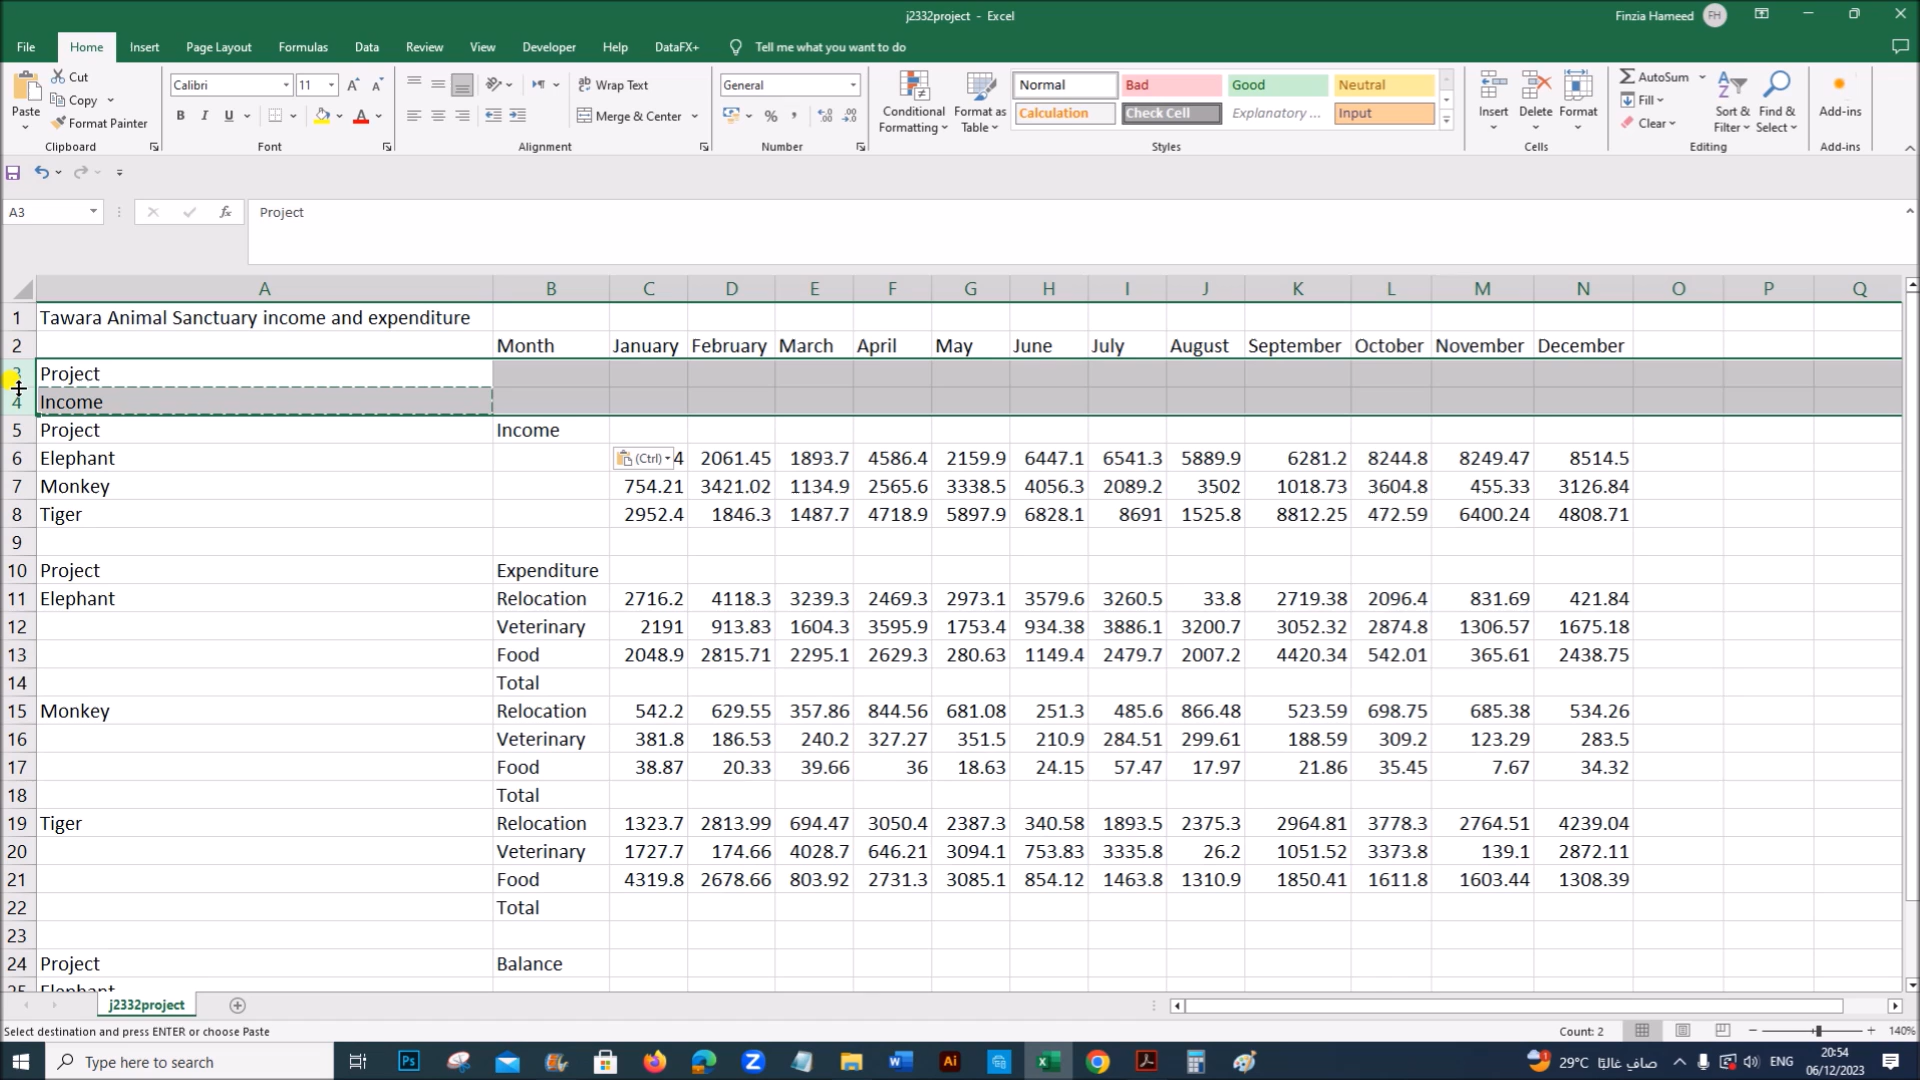 j2332project - Excel
Finzia Hameed FH
File Home Insert Page Layout Formulas Data Review View Developer Help DataFX+ Tell me what you want to do
Paste
Cut
Copy
Format Painter
Clipboard
Calibri 11 A A
B I U A
Font
ab Wrap Text
Merge & Center
Alignment
General
% ,
Number
Conditional Formatting
Format as Table
Normal Bad Good Neutral
Calculation Check Cell Explanatory ... Input
Styles
Insert Delete Format
Cells
AutoSum
Fill
Clear
Sort & Filter
Find & Select
Editing
Add-ins
Add-ins
A3 fx Project
A B C D E F G H I J K L M N O P Q
1 Tawara Animal Sanctuary income and expenditure
2 Month January February March April May June July August September October November December
3 Project
4 Income
5 Project Income
6 Elephant (Ctrl) 4 2061.45 1893.7 4586.4 2159.9 6447.1 6541.3 5889.9 6281.2 8244.8 8249.47 8514.5
7 Monkey 754.21 3421.02 1134.9 2565.6 3338.5 4056.3 2089.2 3502 1018.73 3604.8 455.33 3126.84
8 Tiger 2952.4 1846.3 1487.7 4718.9 5897.9 6828.1 8691 1525.8 8812.25 472.59 6400.24 4808.71
9
10 Project Expenditure
11 Elephant Relocation 2716.2 4118.3 3239.3 2469.3 2973.1 3579.6 3260.5 33.8 2719.38 2096.4 831.69 421.84
12 Veterinary 2191 913.83 1604.3 3595.9 1753.4 934.38 3886.1 3200.7 3052.32 2874.8 1306.57 1675.18
13 Food 2048.9 2815.71 2295.1 2629.3 280.63 1149.4 2479.7 2007.2 4420.34 542.01 365.61 2438.75
14 Total
15 Monkey Relocation 542.2 629.55 357.86 844.56 681.08 251.3 485.6 866.48 523.59 698.75 685.38 534.26
16 Veterinary 381.8 186.53 240.2 327.27 351.5 210.9 284.51 299.61 188.59 309.2 123.29 283.5
17 Food 38.87 20.33 39.66 36 18.63 24.15 57.47 17.97 21.86 35.45 7.67 34.32
18 Total
19 Tiger Relocation 1323.7 2813.99 694.47 3050.4 2387.3 340.58 1893.5 2375.3 2964.81 3778.3 2764.51 4239.04
20 Veterinary 1727.7 174.66 4028.7 646.21 3094.1 753.83 3335.8 26.2 1051.52 3373.8 139.1 2872.11
21 Food 4319.8 2678.66 803.92 2731.3 3085.1 854.12 1463.8 1310.9 1850.41 1611.8 1603.44 1308.39
22 Total
23
24 Project Balance
25 Elephant
j2332project
Select destination and press ENTER or choose Paste
Count: 2 140%
Type here to search
Ps Ai
29°C صافٍ غالبًا ENG
20:54
06/12/2023